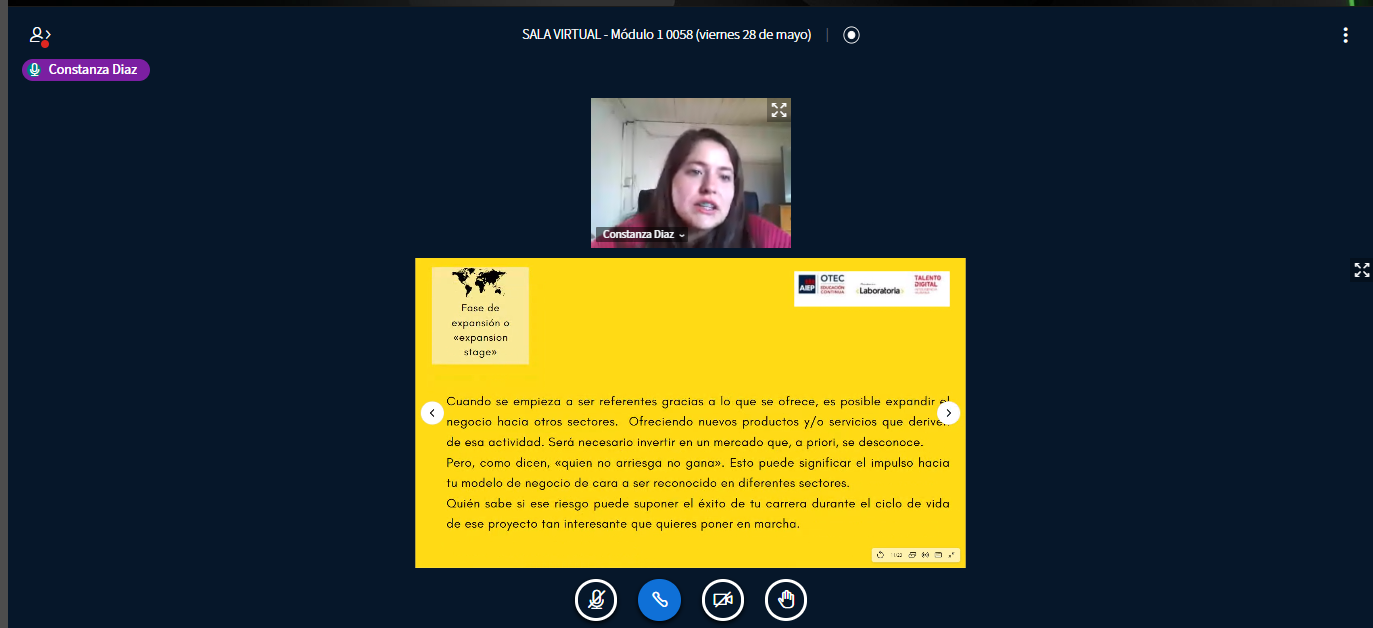 SALA VIRTUAL - Módulo 1 0058 (viernes 28 de mayo)
Constanza Diaz
Constanza Diaz
Fase de
expansión o
«expansion
stage»
AIEP
OTEC
EDUCACIÓN
CONTINUA
Laboratoria
TALENTO
DIGITAL
Cuando se empieza a ser referentes gracias a lo que se ofrece, es posible expandir el
negocio hacia otros sectores. Ofreciendo nuevos productos y/o servicios que deriven
de esa actividad. Será necesario invertir en un mercado que, a priori, se desconoce.
Pero, como dicen, «quien no arriesga no gana». Esto puede significar el impulso hacia
tu modelo de negocio de cara a ser reconocido en diferentes sectores.
Quién sabe si ese riesgo puede suponer el éxito de tu carrera durante el ciclo de vida
de ese proyecto tan interesante que quieres poner en marcha.